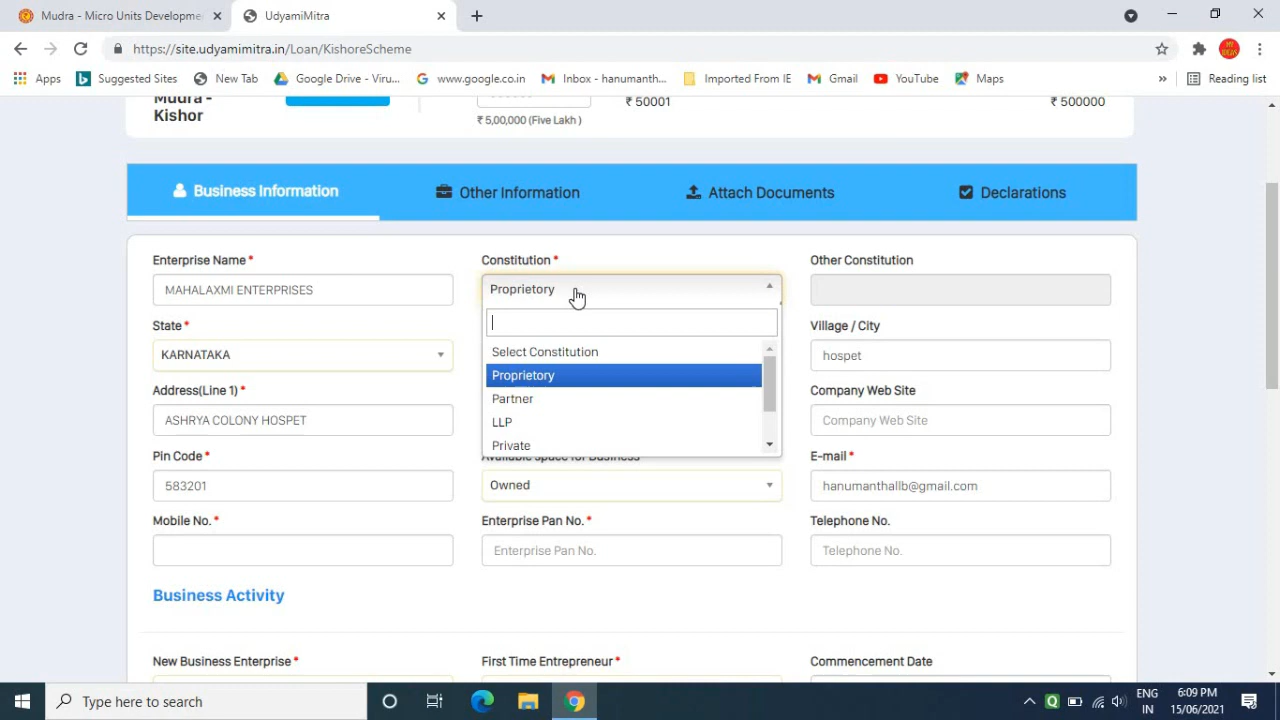 Mudra - Micro Units Developme
UdyamiMitra
https://site.udyamimitra.in/Loan/KishoreScheme
Apps
Suggested Sites
New Tab
Google Drive - Viru...
www.google.co.in
Inbox - hanumanth...
Imported From IE
Gmail
YouTube
Maps
»
Reading list
Mudra -
Kishor
₹ 5,00,000 (Five Lakh )
₹ 50001
₹ 500000
Business Information
Other Information
Attach Documents
Declarations
Enterprise Name *
Constitution *
Other Constitution
MAHALAXMI ENTERPRISES
Proprietory
Select Constitution
Proprietory
Partner
LLP
Private
State *
Village / City
KARNATAKA
hospet
Address(Line 1) *
Company Web Site
ASHRYA COLONY HOSPET
Company Web Site
Pin Code *
Available space for Business
E-mail *
583201
Owned
hanumanthallb@gmail.com
Mobile No. *
Enterprise Pan No. *
Telephone No.
Enterprise Pan No.
Telephone No.
Business Activity
New Business Enterprise *
First Time Entrepreneur *
Commencement Date
Type here to search
ENG
IN
6:09 PM
15/06/2021